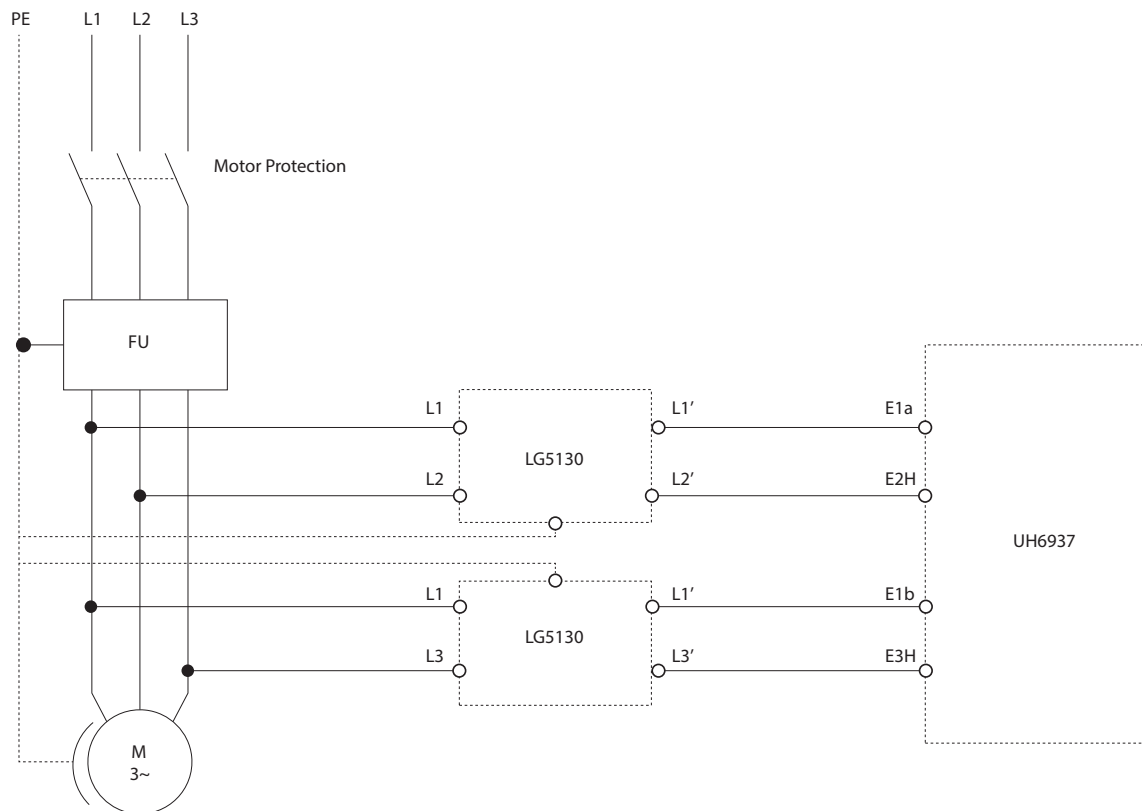 PE L1 L2 L3
Motor Protection
FU
L1 L1’ E1a
LG5130
L2 L2’ E2H
UH6937
L1 L1’ E1b
LG5130
L3 L3’ E3H
M
3~